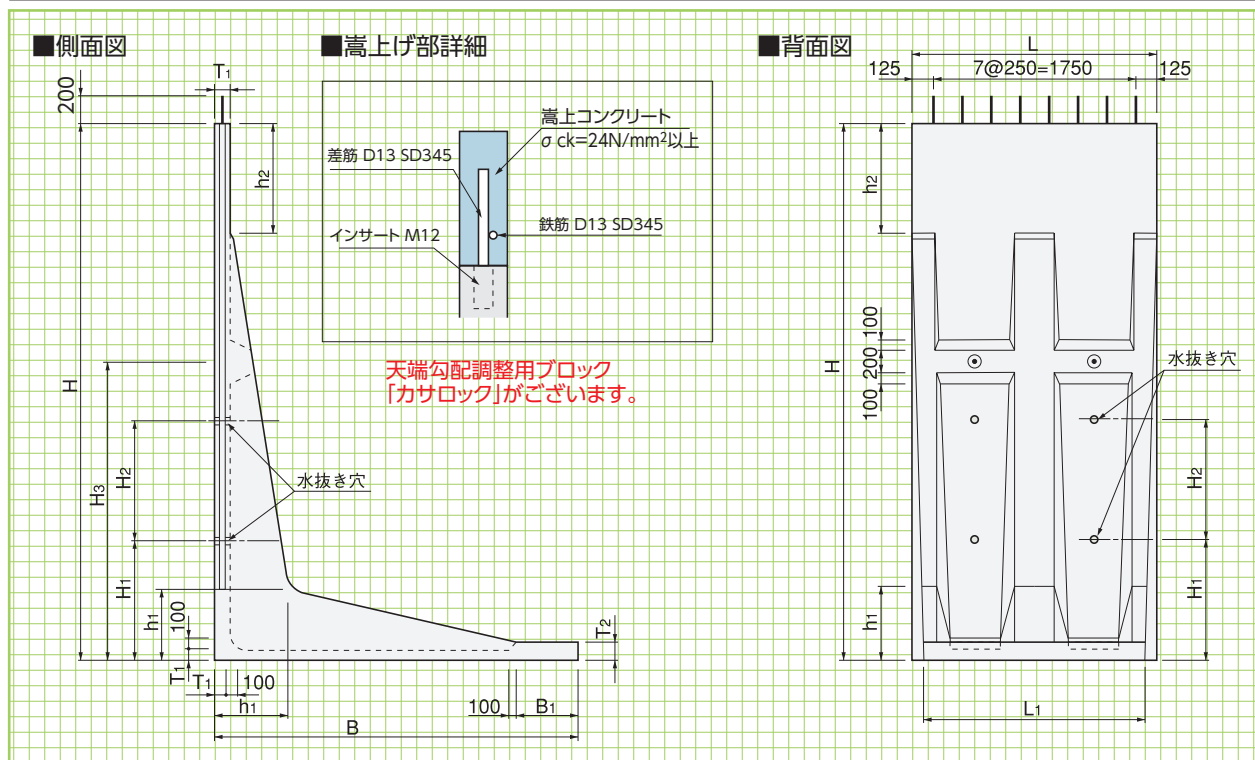 ■側面図
T1
200
H
h2
H3
H2
H1
h1
100
T1
T1
100
h1
100
B1
B
T2
水抜き穴
■嵩上げ部詳細
嵩上コンクリート
σck=24N/mm²以上
差筋 D13 SD345
鉄筋 D13 SD345
インサート M12
天端勾配調整用ブロック
「カサロック」がございます。
■背面図
L
125
7@250=1750
125
h2
H
100
200
100
水抜き穴
H2
H1
h1
L1